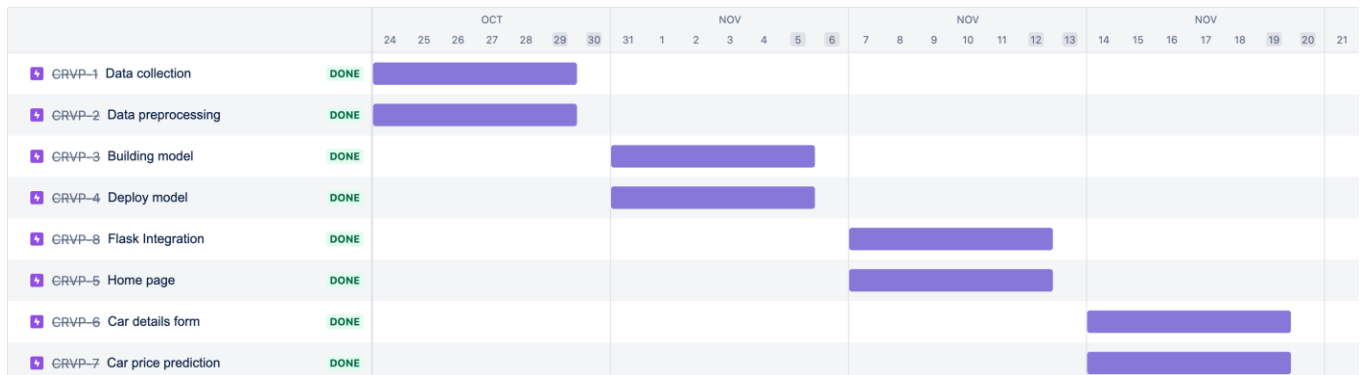 OCT NOV NOV NOV
24 25 26 27 28 29 30 31 1 2 3 4 5 6 7 8 9 10 11 12 13 14 15 16 17 18 19 20 21
CRVP-1 Data collection DONE
CRVP-2 Data preprocessing DONE
CRVP-3 Building model DONE
CRVP-4 Deploy model DONE
CRVP-8 Flask Integration DONE
CRVP-5 Home page DONE
CRVP-6 Car details form DONE
CRVP-7 Car price prediction DONE